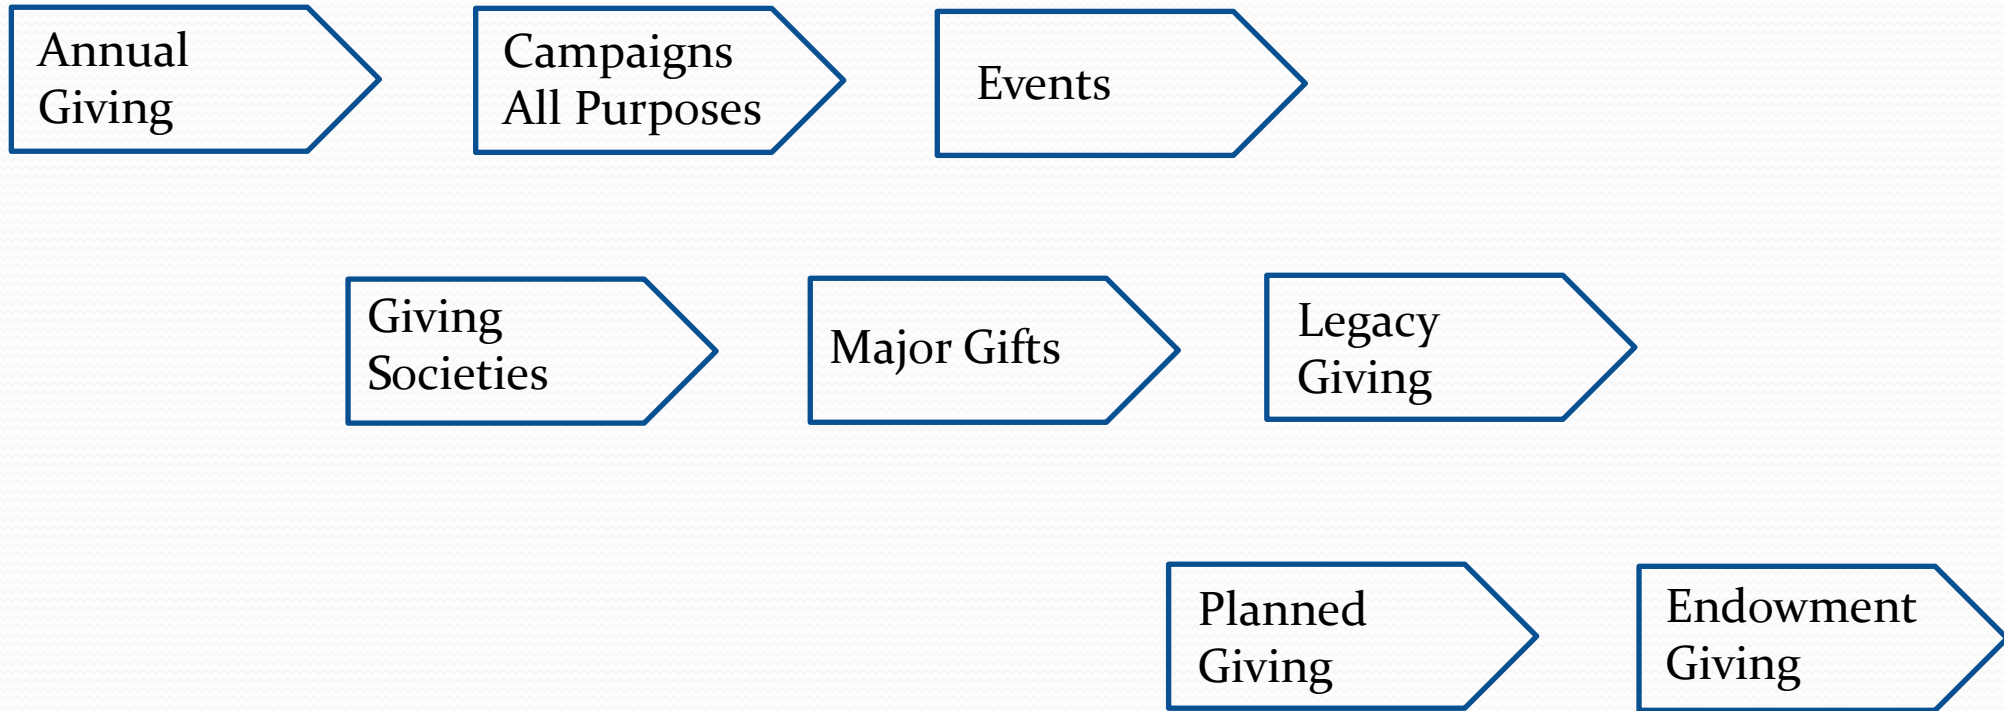 Annual
Giving
Campaigns
All Purposes
Events
Giving
Societies
Major Gifts
Legacy
Giving
Planned
Giving
Endowment
Giving